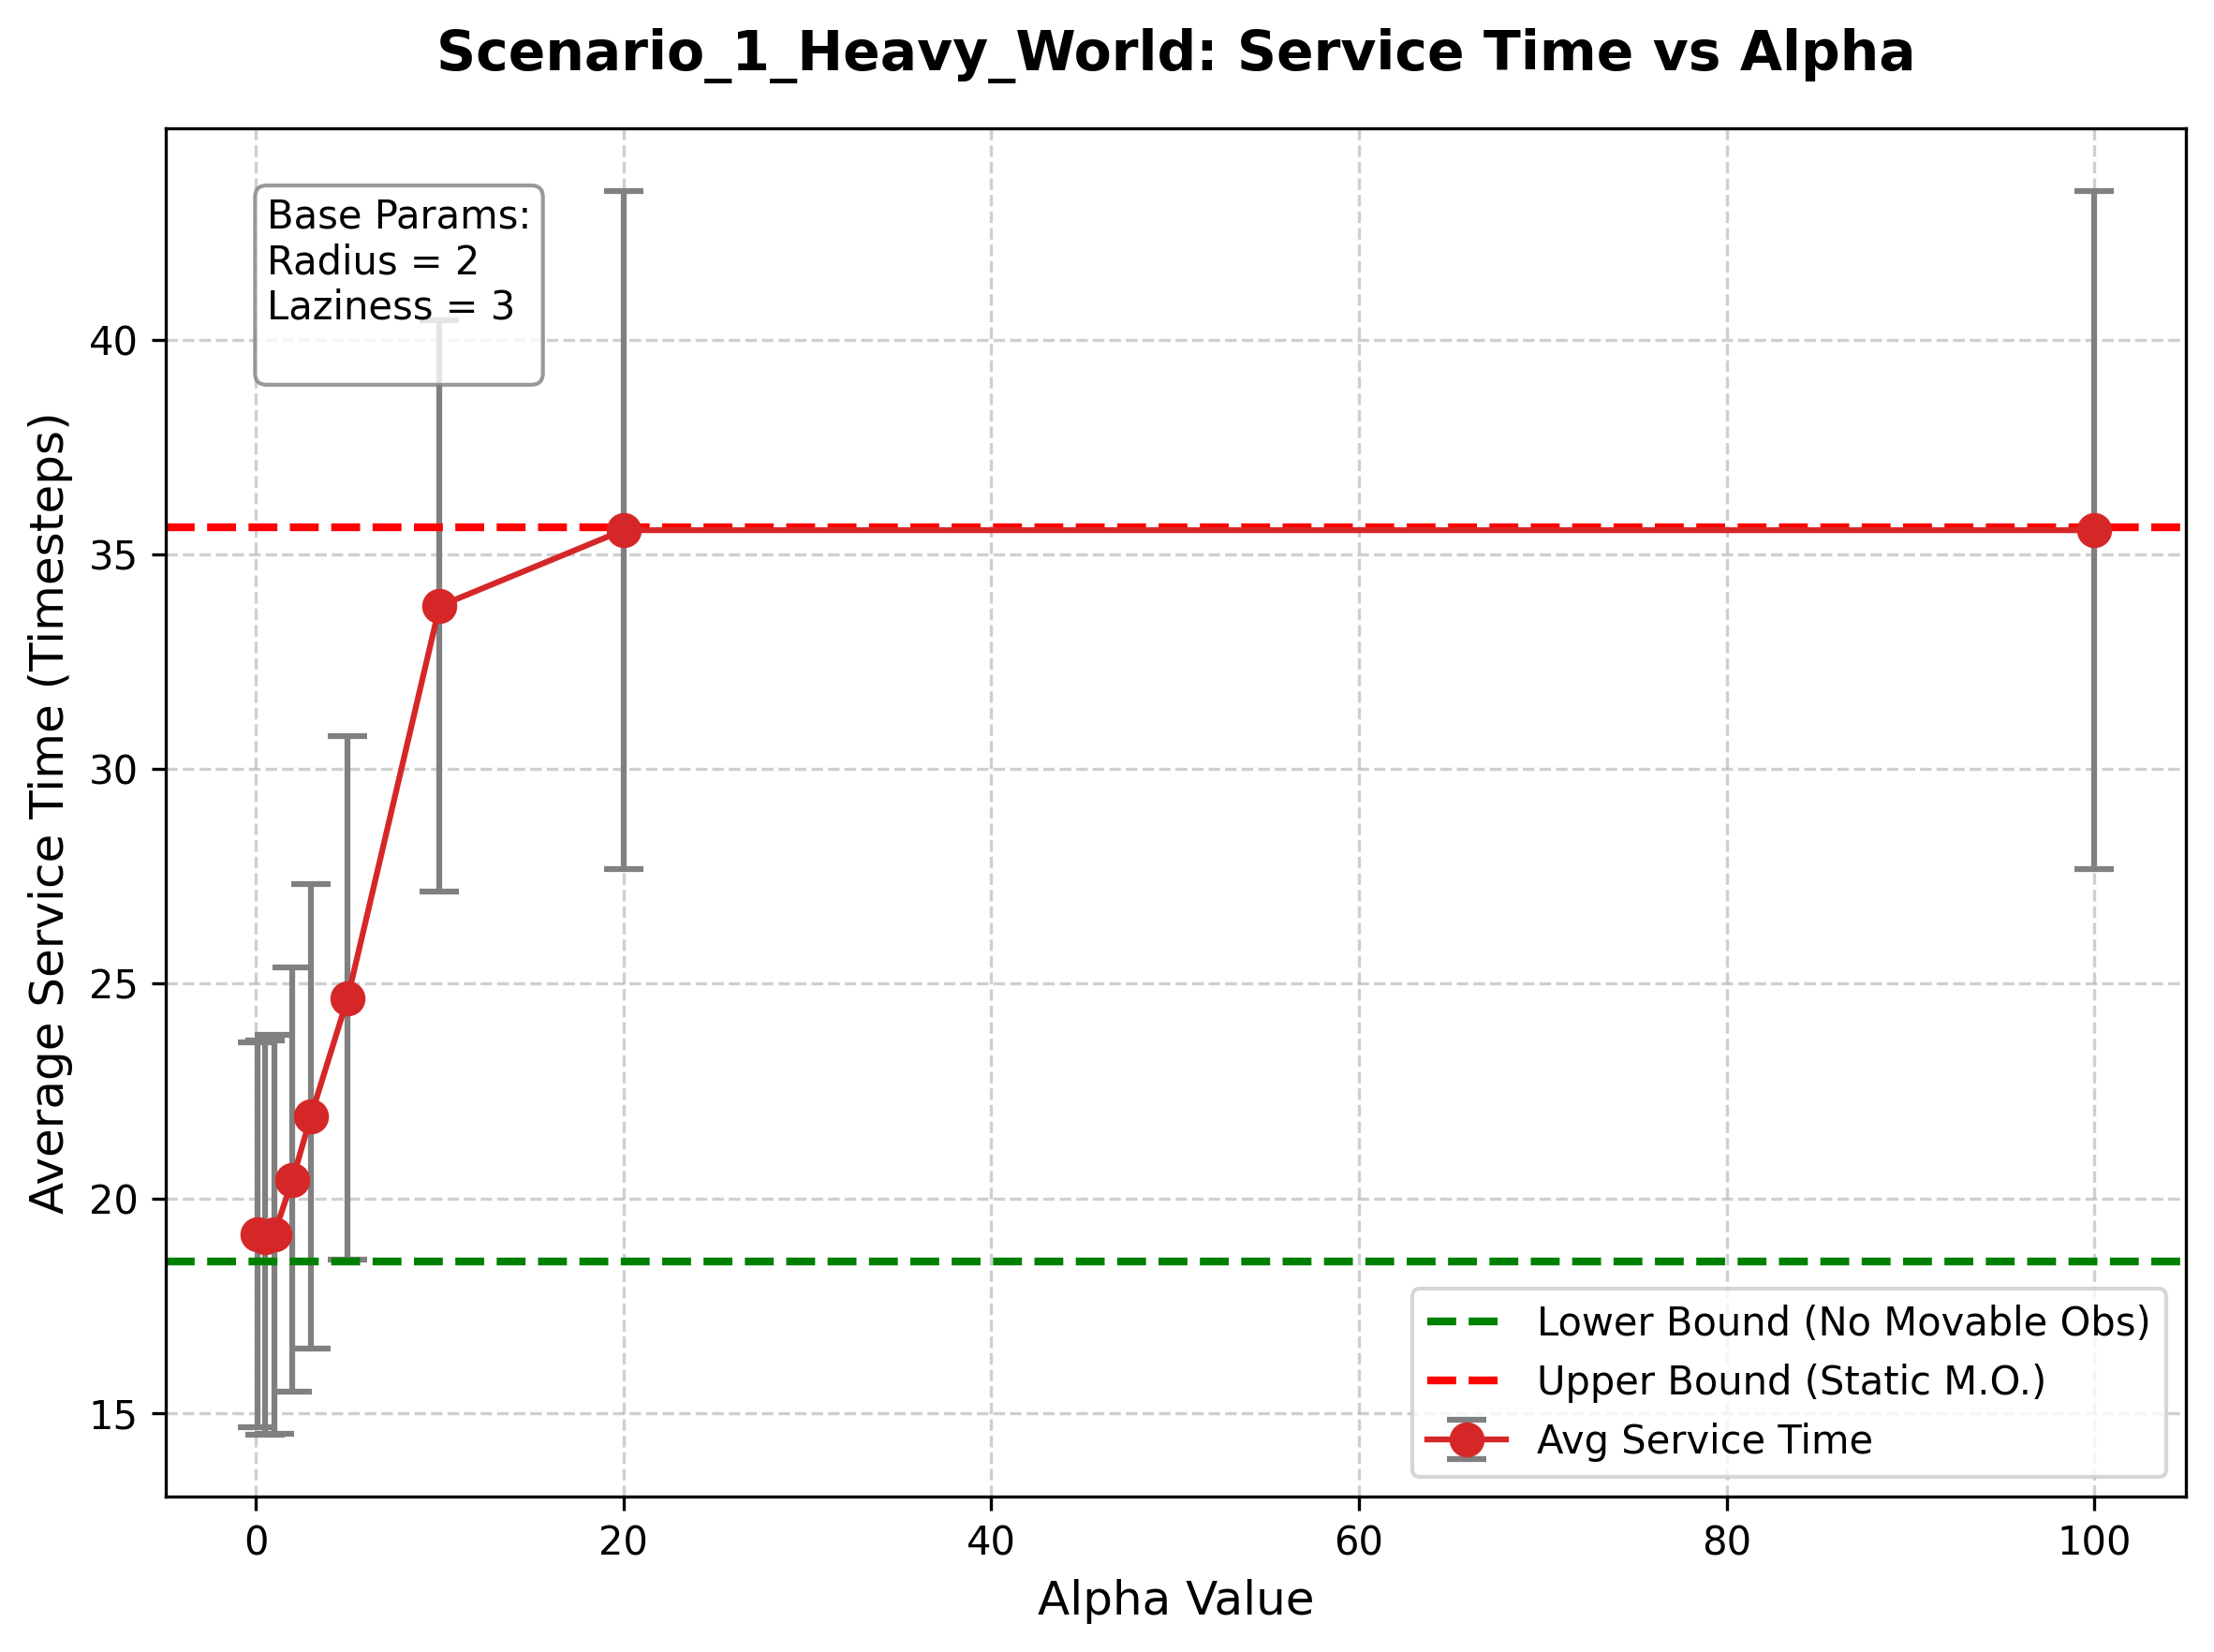 Scenario_1_Heavy_World: Service Time vs Alpha
Base Params:
Radius = 2
Laziness = 3
Average Service Time (Timesteps)
40
35
30
25
20
15
Lower Bound (No Movable Obs)
Upper Bound (Static M.O.)
Avg Service Time
0 20 40 60 80 100
Alpha Value